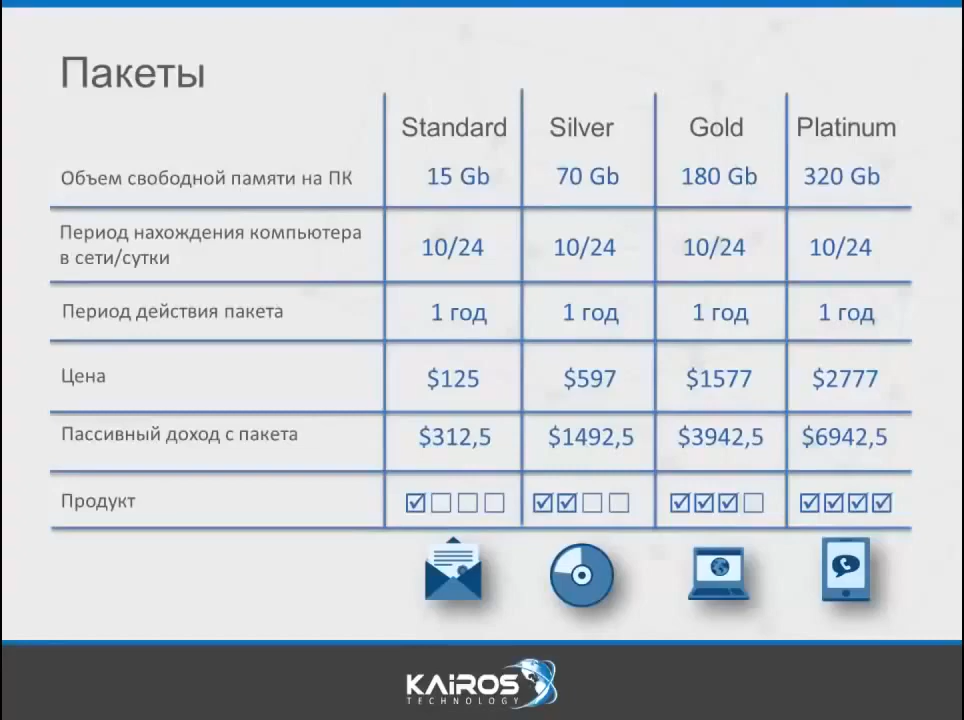 Пакеты
Standard Silver Gold Platinum
Объем свободной памяти на ПК 15 Gb 70 Gb 180 Gb 320 Gb
Период нахождения компьютера
в сети/сутки 10/24 10/24 10/24 10/24
Период действия пакета 1 год 1 год 1 год 1 год
Цена $125 $597 $1577 $2777
Пассивный доход с пакета $312,5 $1492,5 $3942,5 $6942,5
Продукт
KAiROS
TECHNOLOGY